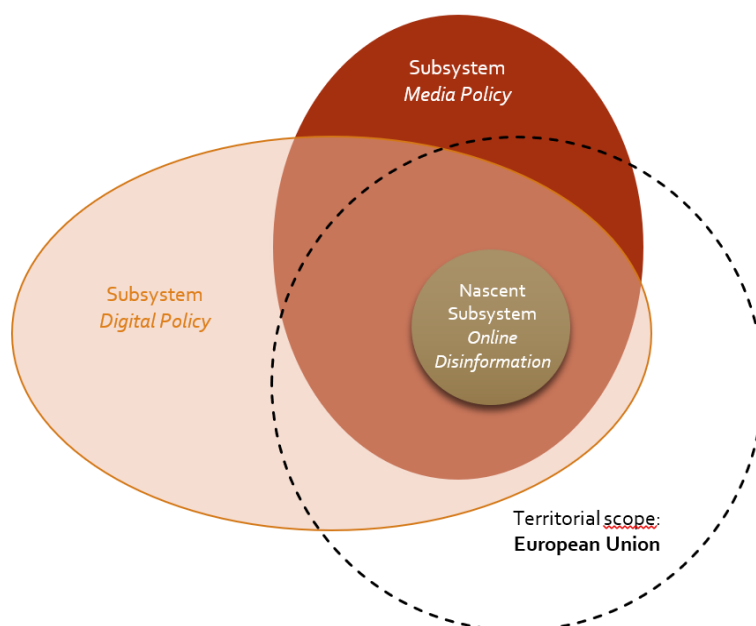 Subsystem
Media Policy
Subsystem
Digital Policy
Nascent
Subsystem
Online
Disinformation
Territorial scope:
European Union